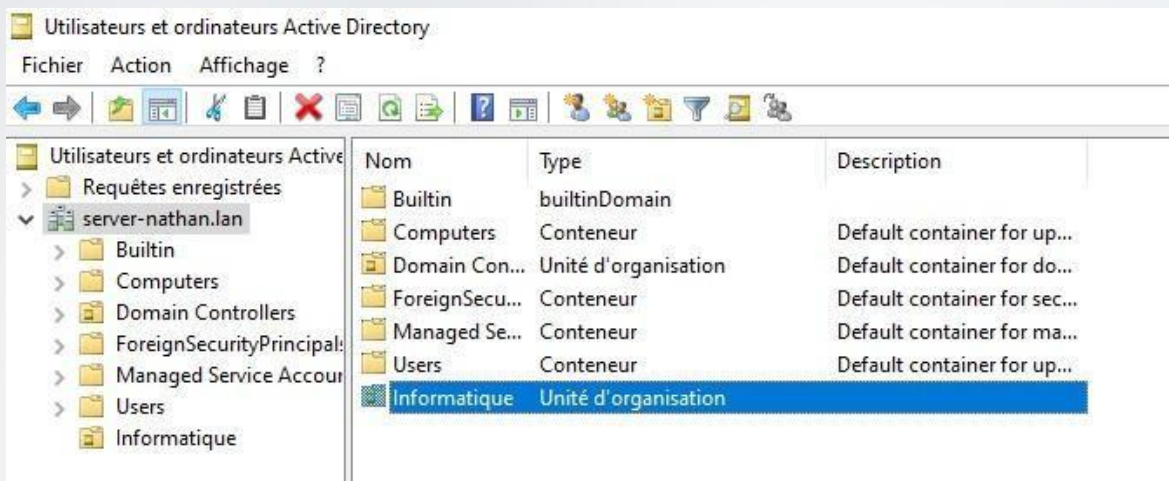 Utilisateurs et ordinateurs Active Directory
Fichier Action Affichage ?
Utilisateurs et ordinateurs Active
Requêtes enregistrées
server-nathan.lan
Builtin
Computers
Domain Controllers
ForeignSecurityPrincipals
Managed Service Accour
Users
Informatique
Nom Type Description
Builtin builtinDomain
Computers Conteneur Default container for up...
Domain Con... Unité d'organisation Default container for do...
ForeignSecu... Conteneur Default container for sec...
Managed Se... Conteneur Default container for ma...
Users Conteneur Default container for up...
Informatique Unité d'organisation